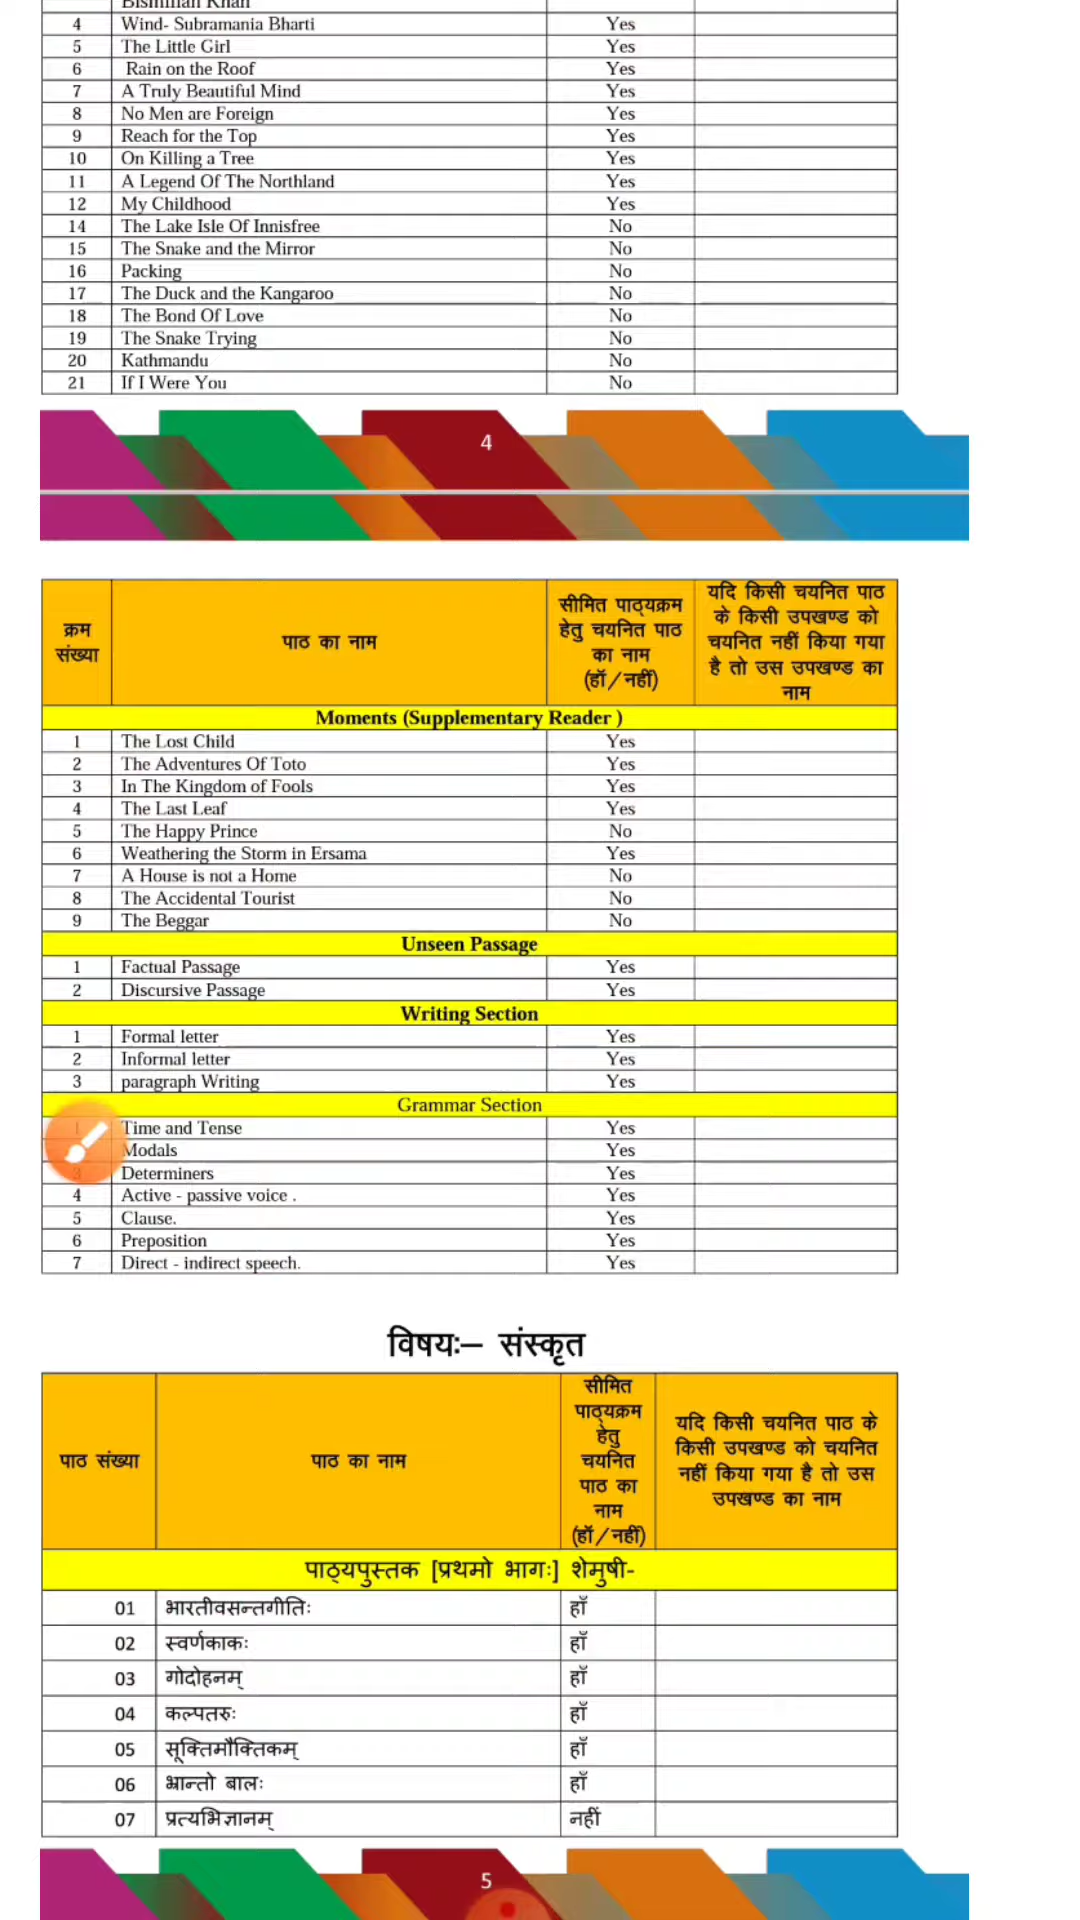 Bismillah Khan
4 Wind- Subramania Bharti Yes
5 The Little Girl Yes
6 Rain on the Roof Yes
7 A Truly Beautiful Mind Yes
8 No Men are Foreign Yes
9 Reach for the Top Yes
10 On Killing a Tree Yes
11 A Legend Of The Northland Yes
12 My Childhood Yes
14 The Lake Isle Of Innisfree No
15 The Snake and the Mirror No
16 Packing No
17 The Duck and the Kangaroo No
18 The Bond Of Love No
19 The Snake Trying No
20 Kathmandu No
21 If I Were You No
4
क्रम
संख्या
पाठ का नाम
सीमित पाठ्यक्रम
हेतु चयनित पाठ
का नाम
(हॉ/नहीं)
यदि किसी चयनित पाठ
के किसी उपखण्ड को
चयनित नहीं किया गया
है तो उस उपखण्ड का
नाम
Moments (Supplementary Reader )
1 The Lost Child Yes
2 The Adventures Of Toto Yes
3 In The Kingdom of Fools Yes
4 The Last Leaf Yes
5 The Happy Prince No
6 Weathering the Storm in Ersama Yes
7 A House is not a Home No
8 The Accidental Tourist No
9 The Beggar No
Unseen Passage
1 Factual Passage Yes
2 Discursive Passage Yes
Writing Section
1 Formal letter Yes
2 Informal letter Yes
3 paragraph Writing Yes
Grammar Section
1 Time and Tense Yes
Modals Yes
3 Determiners Yes
4 Active - passive voice . Yes
5 Clause. Yes
6 Preposition Yes
7 Direct - indirect speech. Yes
विषयः– संस्कृत
पाठ संख्या
पाठ का नाम
सीमित
पाठ्यक्रम
हेतु
चयनित
पाठ का
नाम
(हॉ/नहीं)
यदि किसी चयनित पाठ के
किसी उपखण्ड को चयनित
नहीं किया गया है तो उस
उपखण्ड का नाम
पाठ्यपुस्तक [प्रथमो भागः] शेमुषी-
01 भारतीवसन्तगीतिः हाँ
02 स्वर्णकाकः हाँ
03 गोदोहनम् हाँ
04 कल्पतरुः हाँ
05 सूक्तिमौक्तिकम् हाँ
06 भ्रान्तो बालः हाँ
07 प्रत्यभिज्ञानम् नहीं
5